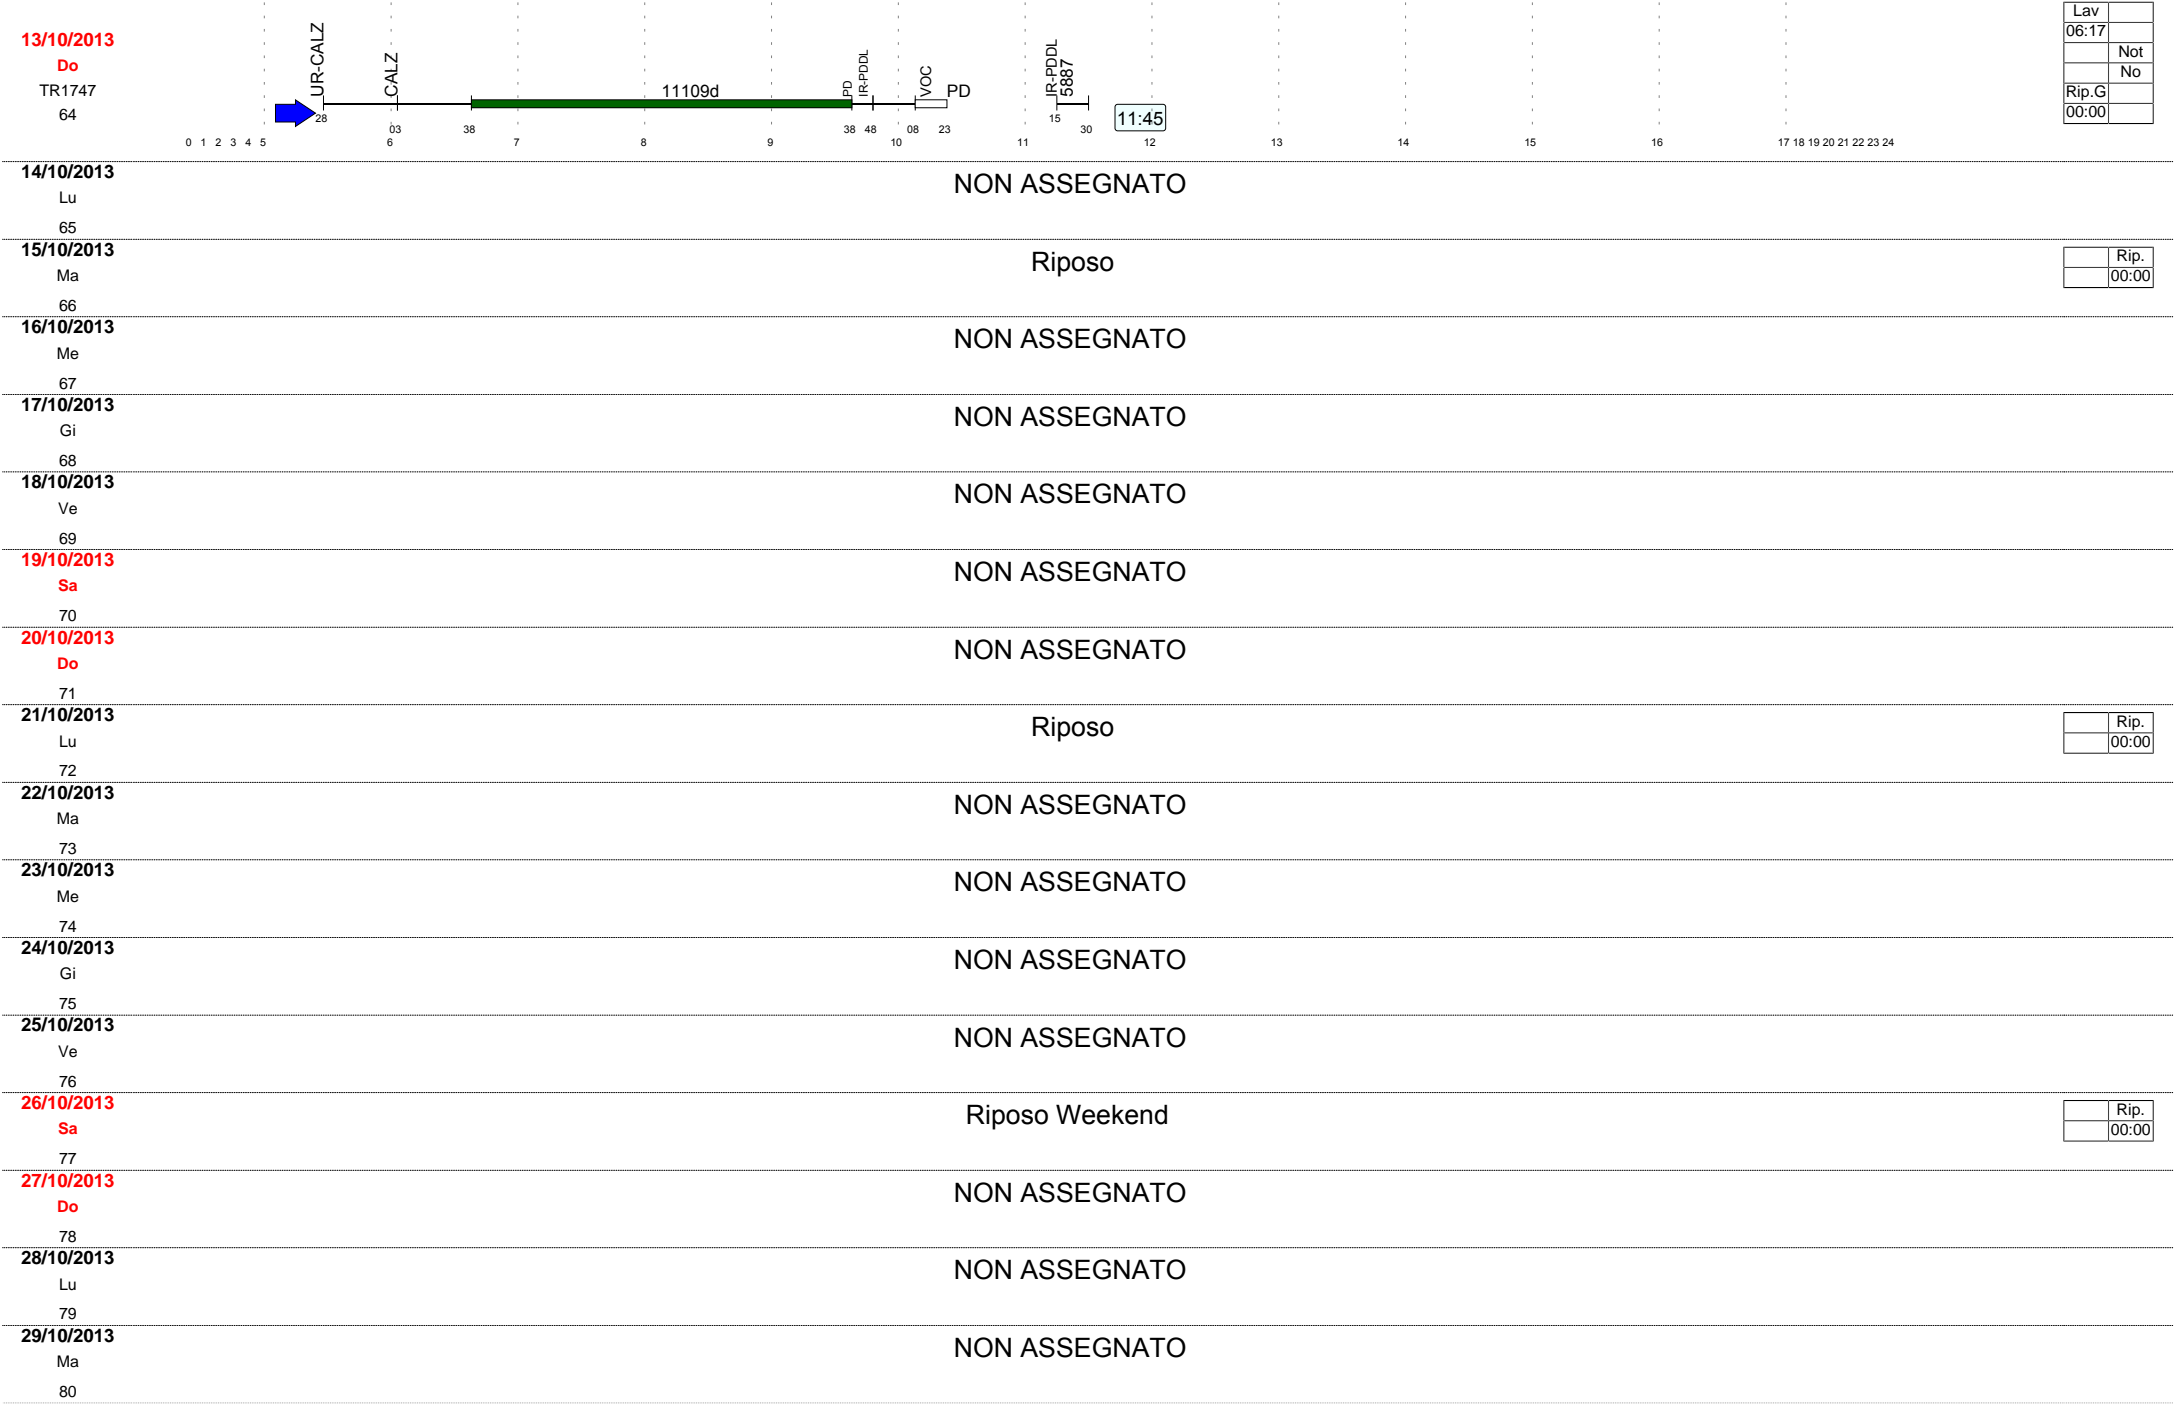 13/10/2013
Do
TR1747
64
UR-CALZ
CALZ
11109d
PD
IR-PDDL
VOC
PD
IR-PDDL
5887
11:45
28
03
38
38
48
08
23
15
30
0 1 2 3 4 5 6 7 8 9 10 11 12 13 14 15 16 17 18 19 20 21 22 23 24
Lav
06:17
Not
No
Rip.G
00:00
14/10/2013
Lu
65
NON ASSEGNATO
15/10/2013
Ma
66
Riposo
Rip.
00:00
16/10/2013
Me
67
NON ASSEGNATO
17/10/2013
Gi
68
NON ASSEGNATO
18/10/2013
Ve
69
NON ASSEGNATO
19/10/2013
Sa
70
NON ASSEGNATO
20/10/2013
Do
71
NON ASSEGNATO
21/10/2013
Lu
72
Riposo
Rip.
00:00
22/10/2013
Ma
73
NON ASSEGNATO
23/10/2013
Me
74
NON ASSEGNATO
24/10/2013
Gi
75
NON ASSEGNATO
25/10/2013
Ve
76
NON ASSEGNATO
26/10/2013
Sa
77
Riposo Weekend
Rip.
00:00
27/10/2013
Do
78
NON ASSEGNATO
28/10/2013
Lu
79
NON ASSEGNATO
29/10/2013
Ma
80
NON ASSEGNATO